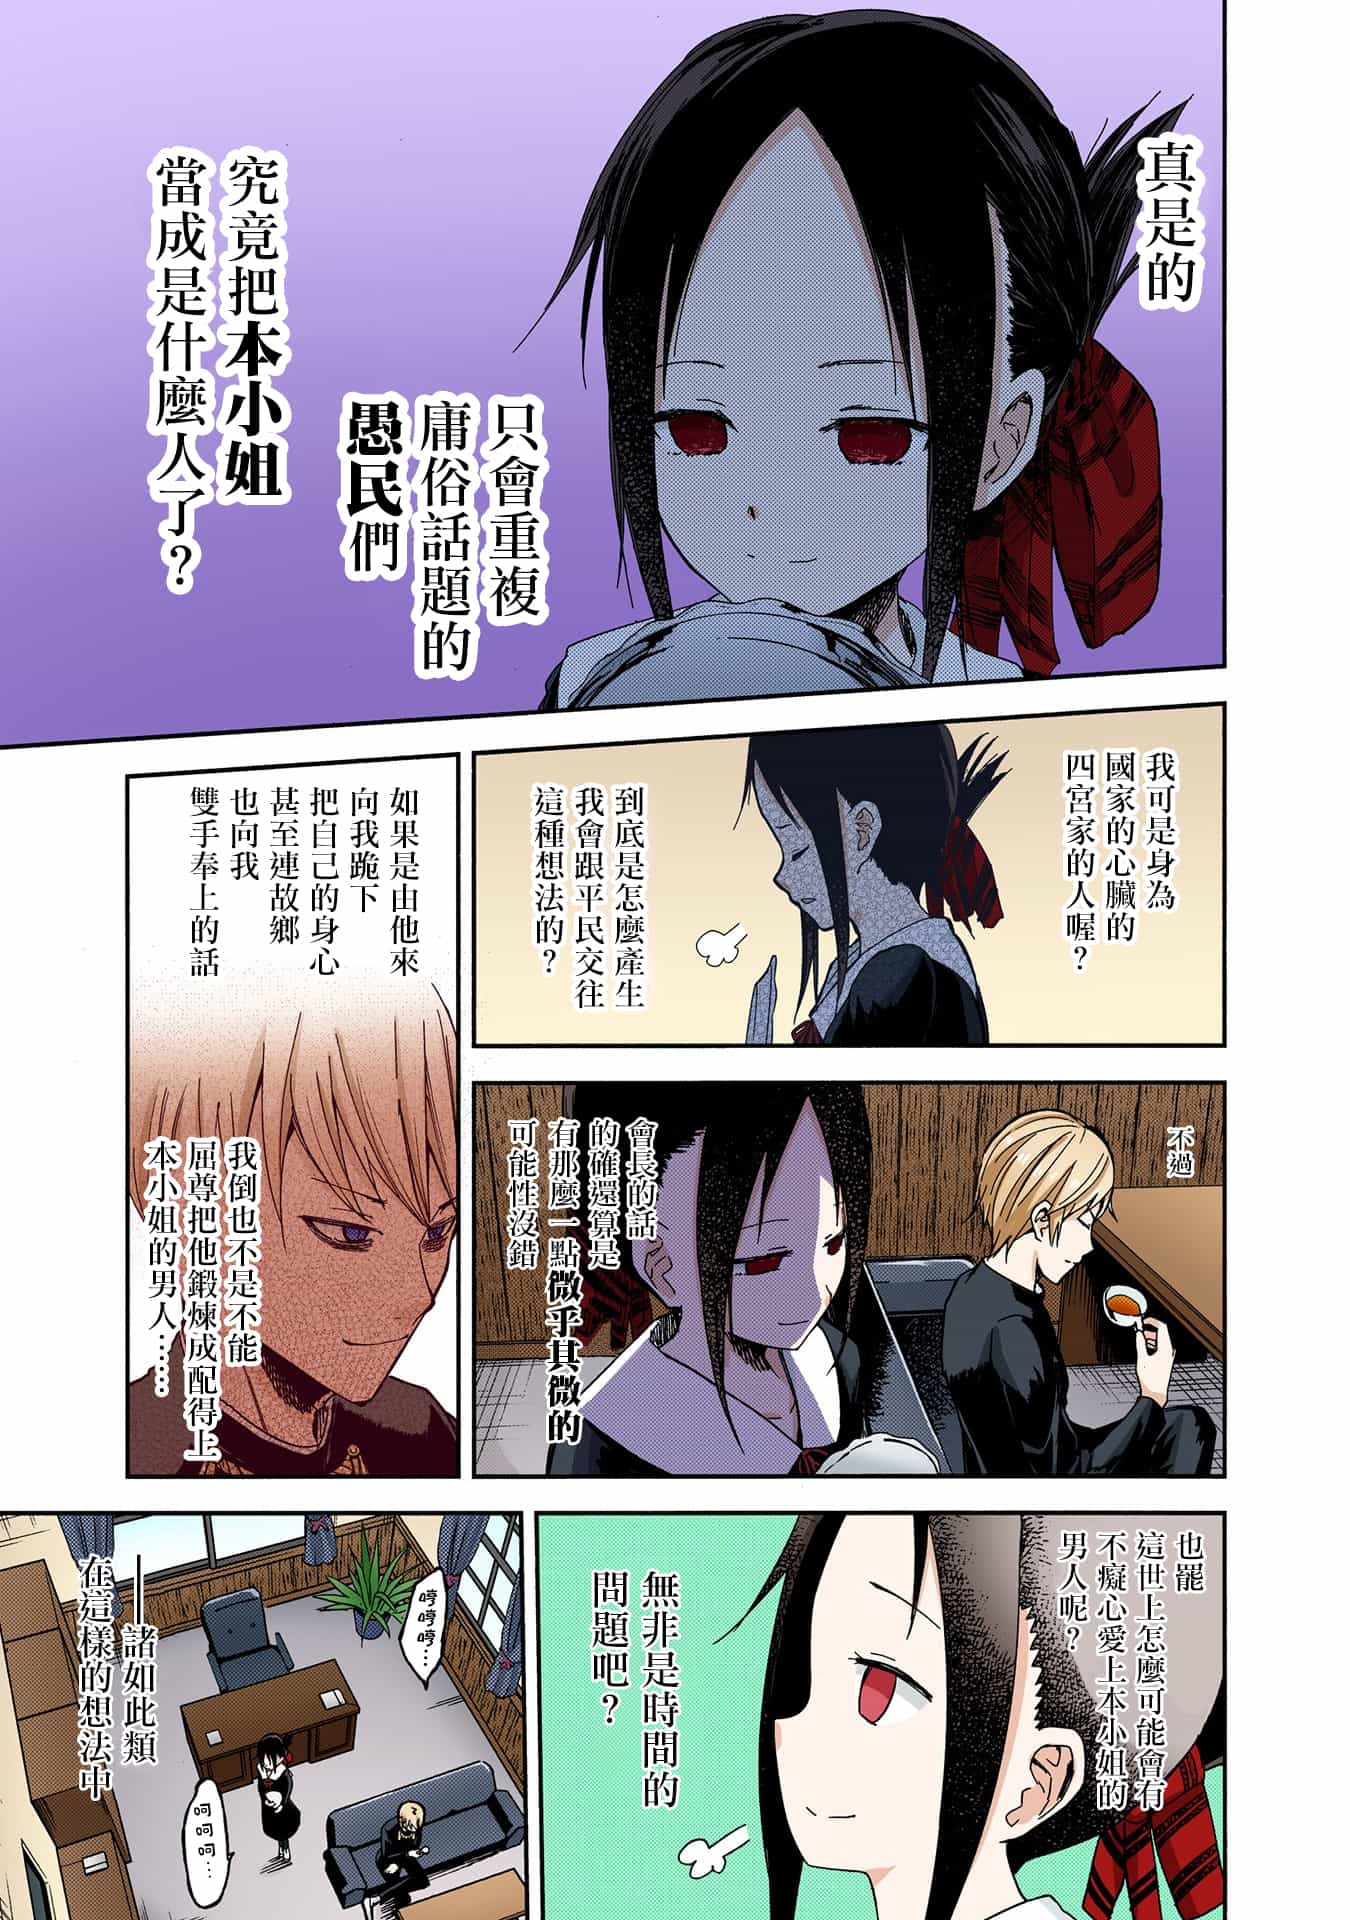 真是的
只會重複
庸俗話題的
愚民們
究竟把本小姐
當成是什麼人了？
我可是身為
國家的心臟的
四宮家的人喔？
到底是怎麼產生
我會跟平民交往
這種想法的？
不過
會長的話
的確還算是
有那麼一點微乎其微的
可能性沒錯
如果是由他來
向我跪下
把自己的身心
甚至連故鄉
也向我
雙手奉上的話
我倒也不是不能
屈尊把他鍛煉成配得上
本小姐的男人……
也罷
這世上怎麼可能會有
不癡心愛上本小姐的
男人呢？
無非是時間的
問題吧？
哼哼哼…
呵呵呵…
──諸如此類
在這樣的想法中